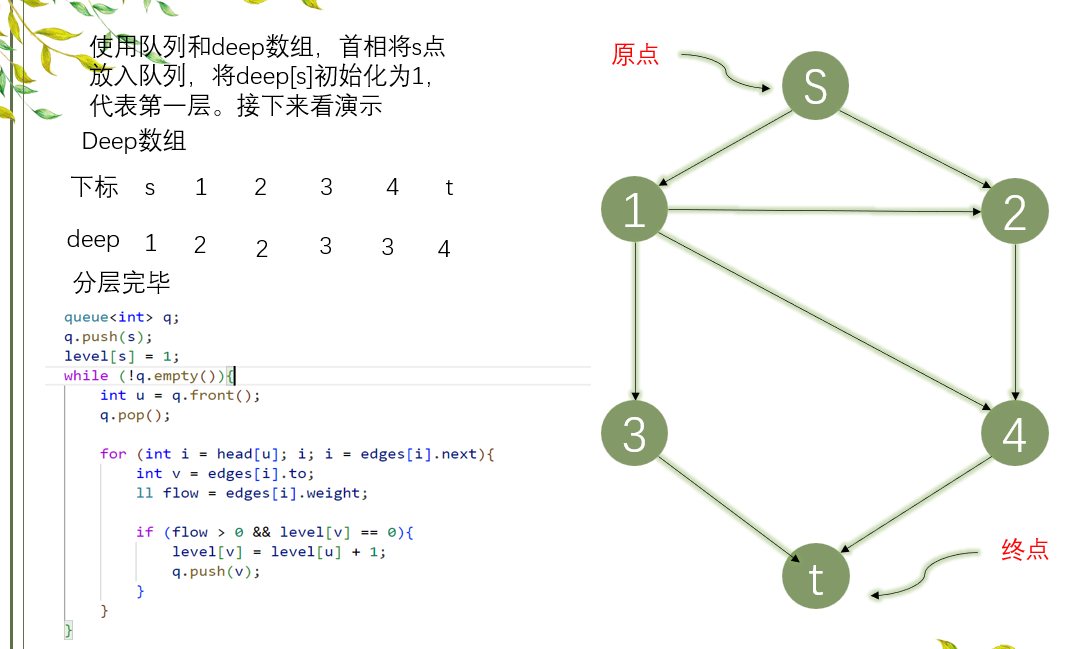 使用队列和deep数组，首相将s点
放入队列，将deep[s]初始化为1，
代表第一层。接下来看演示
Deep数组
下标 s 1 2 3 4 t
deep 1 2 2 3 3 4
分层完毕
queue<int> q;
q.push(s);
level[s] = 1;
while (!q.empty()){
    int u = q.front();
    q.pop();
    for (int i = head[u]; i; i = edges[i].next){
        int v = edges[i].to;
        ll flow = edges[i].weight;
        if (flow > 0 && level[v] == 0){
            level[v] = level[u] + 1;
            q.push(v);
        }
    }
}
原点
S
1
2
3
4
t
终点